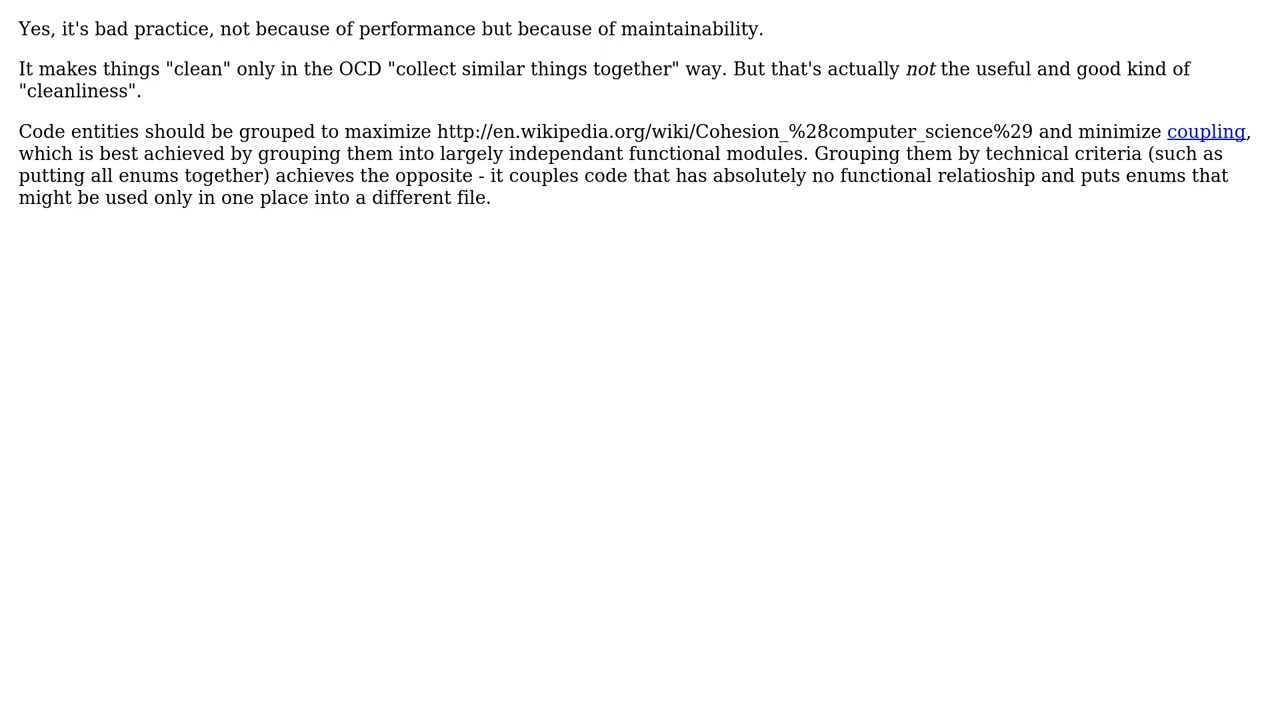 Yes, it's bad practice, not because of performance but because of maintainability.
It makes things "clean" only in the OCD "collect similar things together" way. But that's actually not the useful and good kind of
"cleanliness".
Code entities should be grouped to maximize http://en.wikipedia.org/wiki/Cohesion_%28computer_science%29 and minimize coupling,
which is best achieved by grouping them into largely independant functional modules. Grouping them by technical criteria (such as
putting all enums together) achieves the opposite - it couples code that has absolutely no functional relatioship and puts enums that
might be used only in one place into a different file.